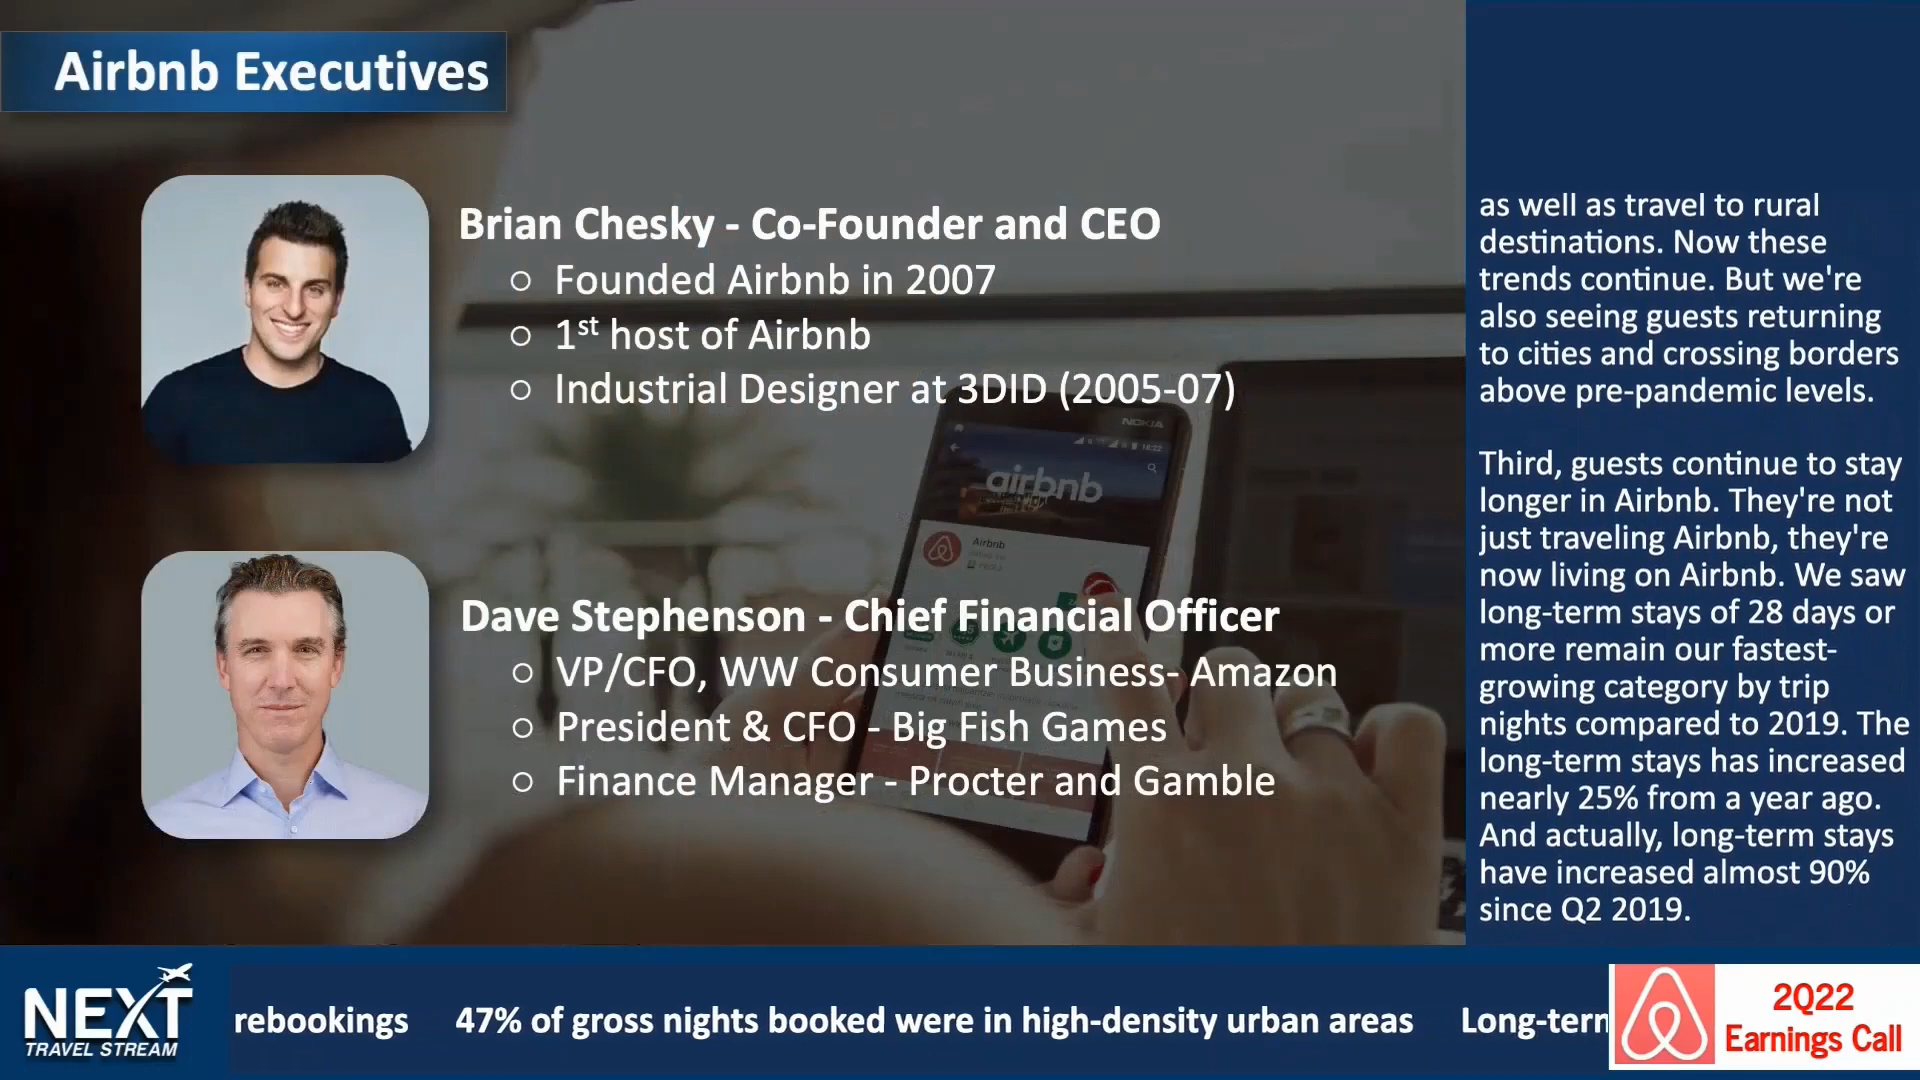 Airbnb Executives
Brian Chesky - Co-Founder and CEO
○ Founded Airbnb in 2007
○ 1st host of Airbnb
○ Industrial Designer at 3DID (2005-07)
NOKIA
18:22
airbnb
Airbnb
Dave Stephenson - Chief Financial Officer
○ VP/CFO, WW Consumer Business- Amazon
○ President & CFO - Big Fish Games
○ Finance Manager - Procter and Gamble
as well as travel to rural
destinations. Now these
trends continue. But we're
also seeing guests returning
to cities and crossing borders
above pre-pandemic levels.
Third, guests continue to stay
longer in Airbnb. They're not
just traveling Airbnb, they're
now living on Airbnb. We saw
long-term stays of 28 days or
more remain our fastest-
growing category by trip
nights compared to 2019. The
long-term stays has increased
nearly 25% from a year ago.
And actually, long-term stays
have increased almost 90%
since Q2 2019.
NEXT
TRAVEL STREAM
rebookings 47% of gross nights booked were in high-density urban areas Long-term
2Q22
Earnings Call